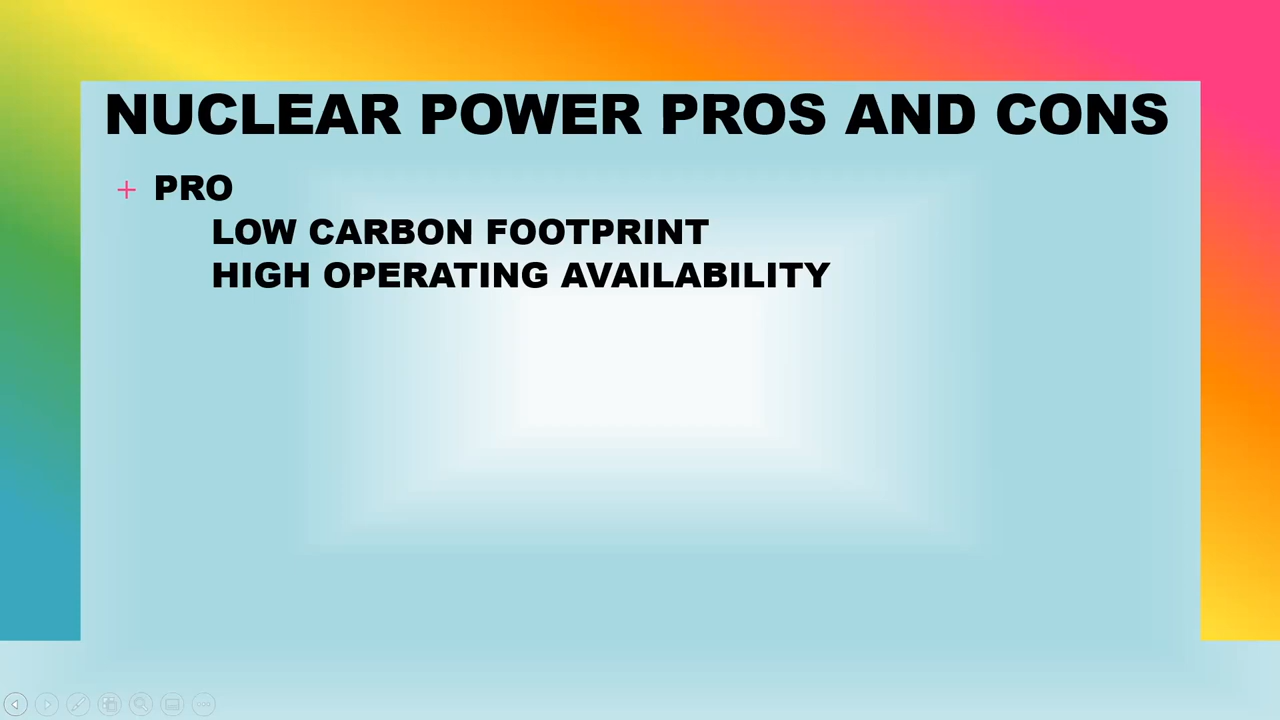 NUCLEAR POWER PROS AND CONS
+ PRO
LOW CARBON FOOTPRINT
HIGH OPERATING AVAILABILITY